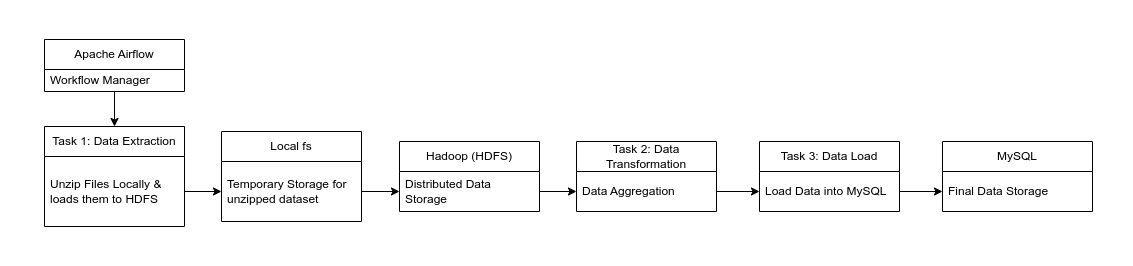 Apache Airflow
Workflow Manager
Task 1: Data Extraction
Unzip Files Locally &
loads them to HDFS
Local fs
Temporary Storage for
unzipped dataset
Hadoop (HDFS)
Distributed Data
Storage
Task 2: Data
Transformation
Data Aggregation
Task 3: Data Load
Load Data into MySQL
MySQL
Final Data Storage